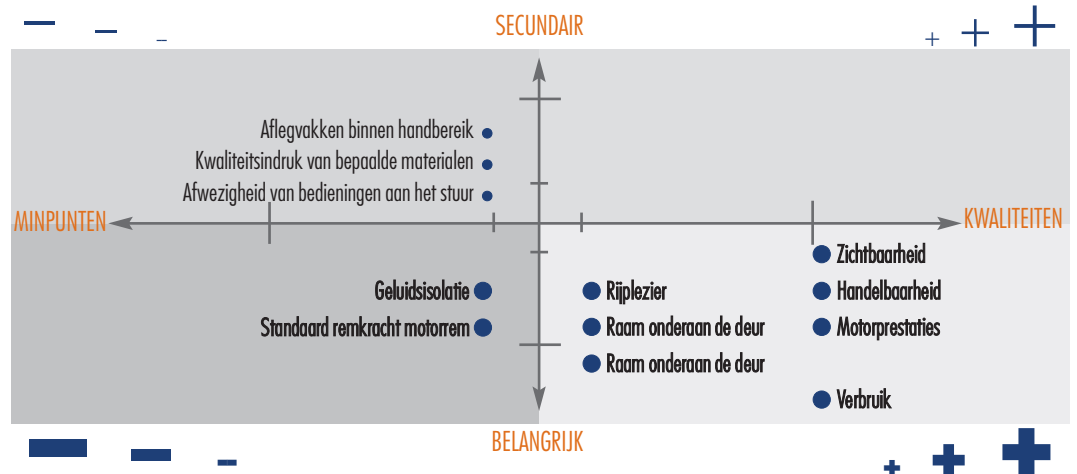 SECUNDAIR
Aflegvakken binnen handbereik
Kwaliteitsindruk van bepaalde materialen
Afwezigheid van bedieningen aan het stuur
MINPUNTEN
KWALITEITEN
Zichtbaarheid
Geluidsisolatie
Rijplezier
Handelbaarheid
Standaard remkracht motorrem
Raam onderaan de deur
Motorprestaties
Raam onderaan de deur
Verbruik
BELANGRIJK